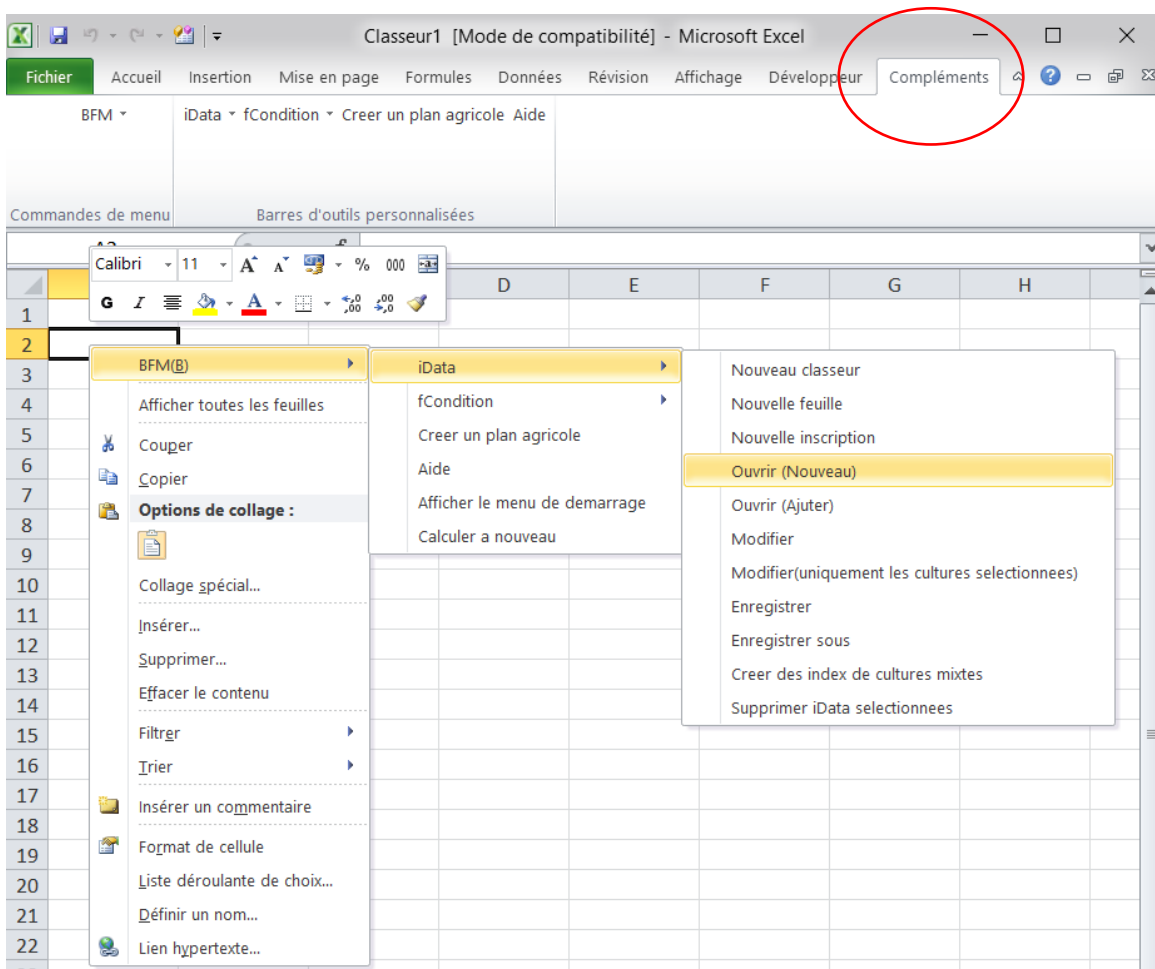 Classeur1 [Mode de compatibilité] - Microsoft Excel
Fichier Accueil Insertion Mise en page Formules Données Révision Affichage Développeur Compléments
BFM iData fCondition Creer un plan agricole Aide
Commandes de menu Barres d'outils personnalisées
Calibri 11 A A % 000
G I A ,00
D E F G H
1
2
3
4
5
6
7
8
9
10
11
12
13
14
15
16
17
18
19
20
21
22
BFM(B)
Afficher toutes les feuilles
Couper
Copier
Options de collage :
Collage spécial...
Insérer...
Supprimer...
Effacer le contenu
Filtrer
Trier
Insérer un commentaire
Format de cellule
Liste déroulante de choix...
Définir un nom...
Lien hypertexte...
iData
fCondition
Creer un plan agricole
Aide
Afficher le menu de demarrage
Calculer a nouveau
Nouveau classeur
Nouvelle feuille
Nouvelle inscription
Ouvrir (Nouveau)
Ouvrir (Ajuter)
Modifier
Modifier(uniquement les cultures selectionnees)
Enregistrer
Enregistrer sous
Creer des index de cultures mixtes
Supprimer iData selectionnees